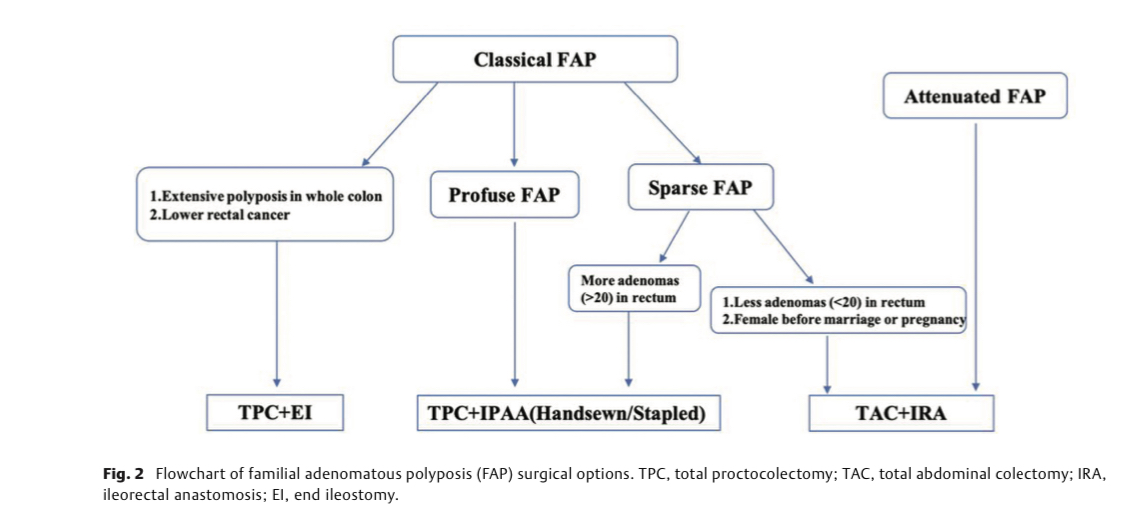 Classical FAP
Attenuated FAP
1.Extensive polyposis in whole colon
2.Lower rectal cancer
Profuse FAP
Sparse FAP
More adenomas
(>20) in rectum
1.Less adenomas (<20) in rectum
2.Female before marriage or pregnancy
TPC+EI
TPC+IPAA(Handsewn/Stapled)
TAC+IRA
Fig. 2 Flowchart of familial adenomatous polyposis (FAP) surgical options. TPC, total proctocolectomy; TAC, total abdominal colectomy; IRA,
ileorectal anastomosis; EI, end ileostomy.